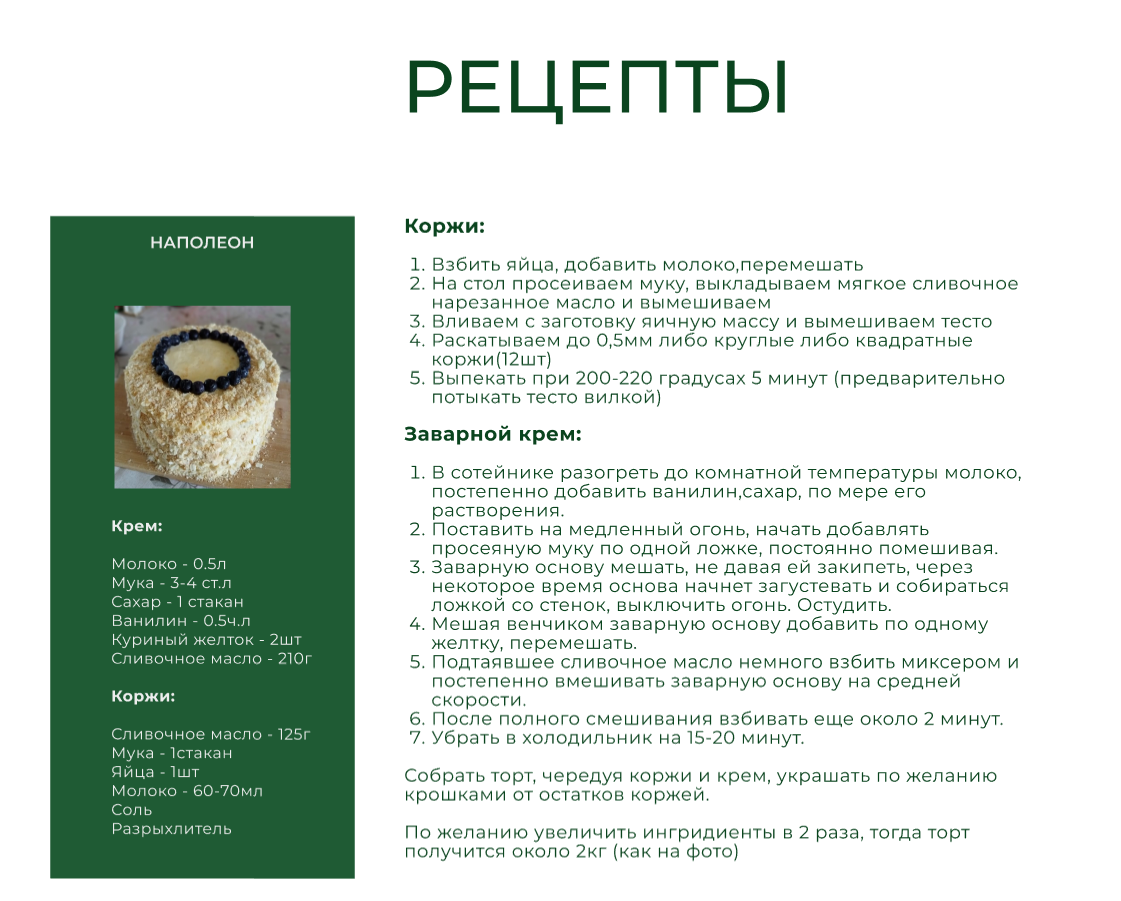 РЕЦЕПТЫ
НАПОЛЕОН
Крем:
Молоко - 0.5л
Мука - 3-4 ст.л
Сахар - 1 стакан
Ванилин - 0.5ч.л
Куриный желток - 2шт
Сливочное масло - 210г
Коржи:
Сливочное масло - 125г
Мука - 1стакан
Яйца - 1шт
Молоко - 60-70мл
Соль
Разрыхлитель
Коржи:
1. Взбить яйца, добавить молоко,перемешать
2. На стол просеиваем муку, выкладываем мягкое сливочное
нарезанное масло и вымешиваем
3. Вливаем с заготовку яичную массу и вымешиваем тесто
4. Раскатываем до 0,5мм либо круглые либо квадратные
коржи(12шт)
5. Выпекать при 200-220 градусах 5 минут (предварительно
потыкать тесто вилкой)
Заварной крем:
1. В сотейнике разогреть до комнатной температуры молоко,
постепенно добавить ванилин,сахар, по мере его
растворения.
2. Поставить на медленный огонь, начать добавлять
просеяную муку по одной ложке, постоянно помешивая.
3. Заварную основу мешать, не давая ей закипеть, через
некоторое время основа начнет загустевать и собираться
ложкой со стенок, выключить огонь. Остудить.
4. Мешая венчиком заварную основу добавить по одному
желтку, перемешать.
5. Подтаявшее сливочное масло немного взбить миксером и
постепенно вмешивать заварную основу на средней
скорости.
6. После полного смешивания взбивать еще около 2 минут.
7. Убрать в холодильник на 15-20 минут.
Собрать торт, чередуя коржи и крем, украшать по желанию
крошками от остатков коржей.
По желанию увеличить ингридиенты в 2 раза, тогда торт
получится около 2кг (как на фото)